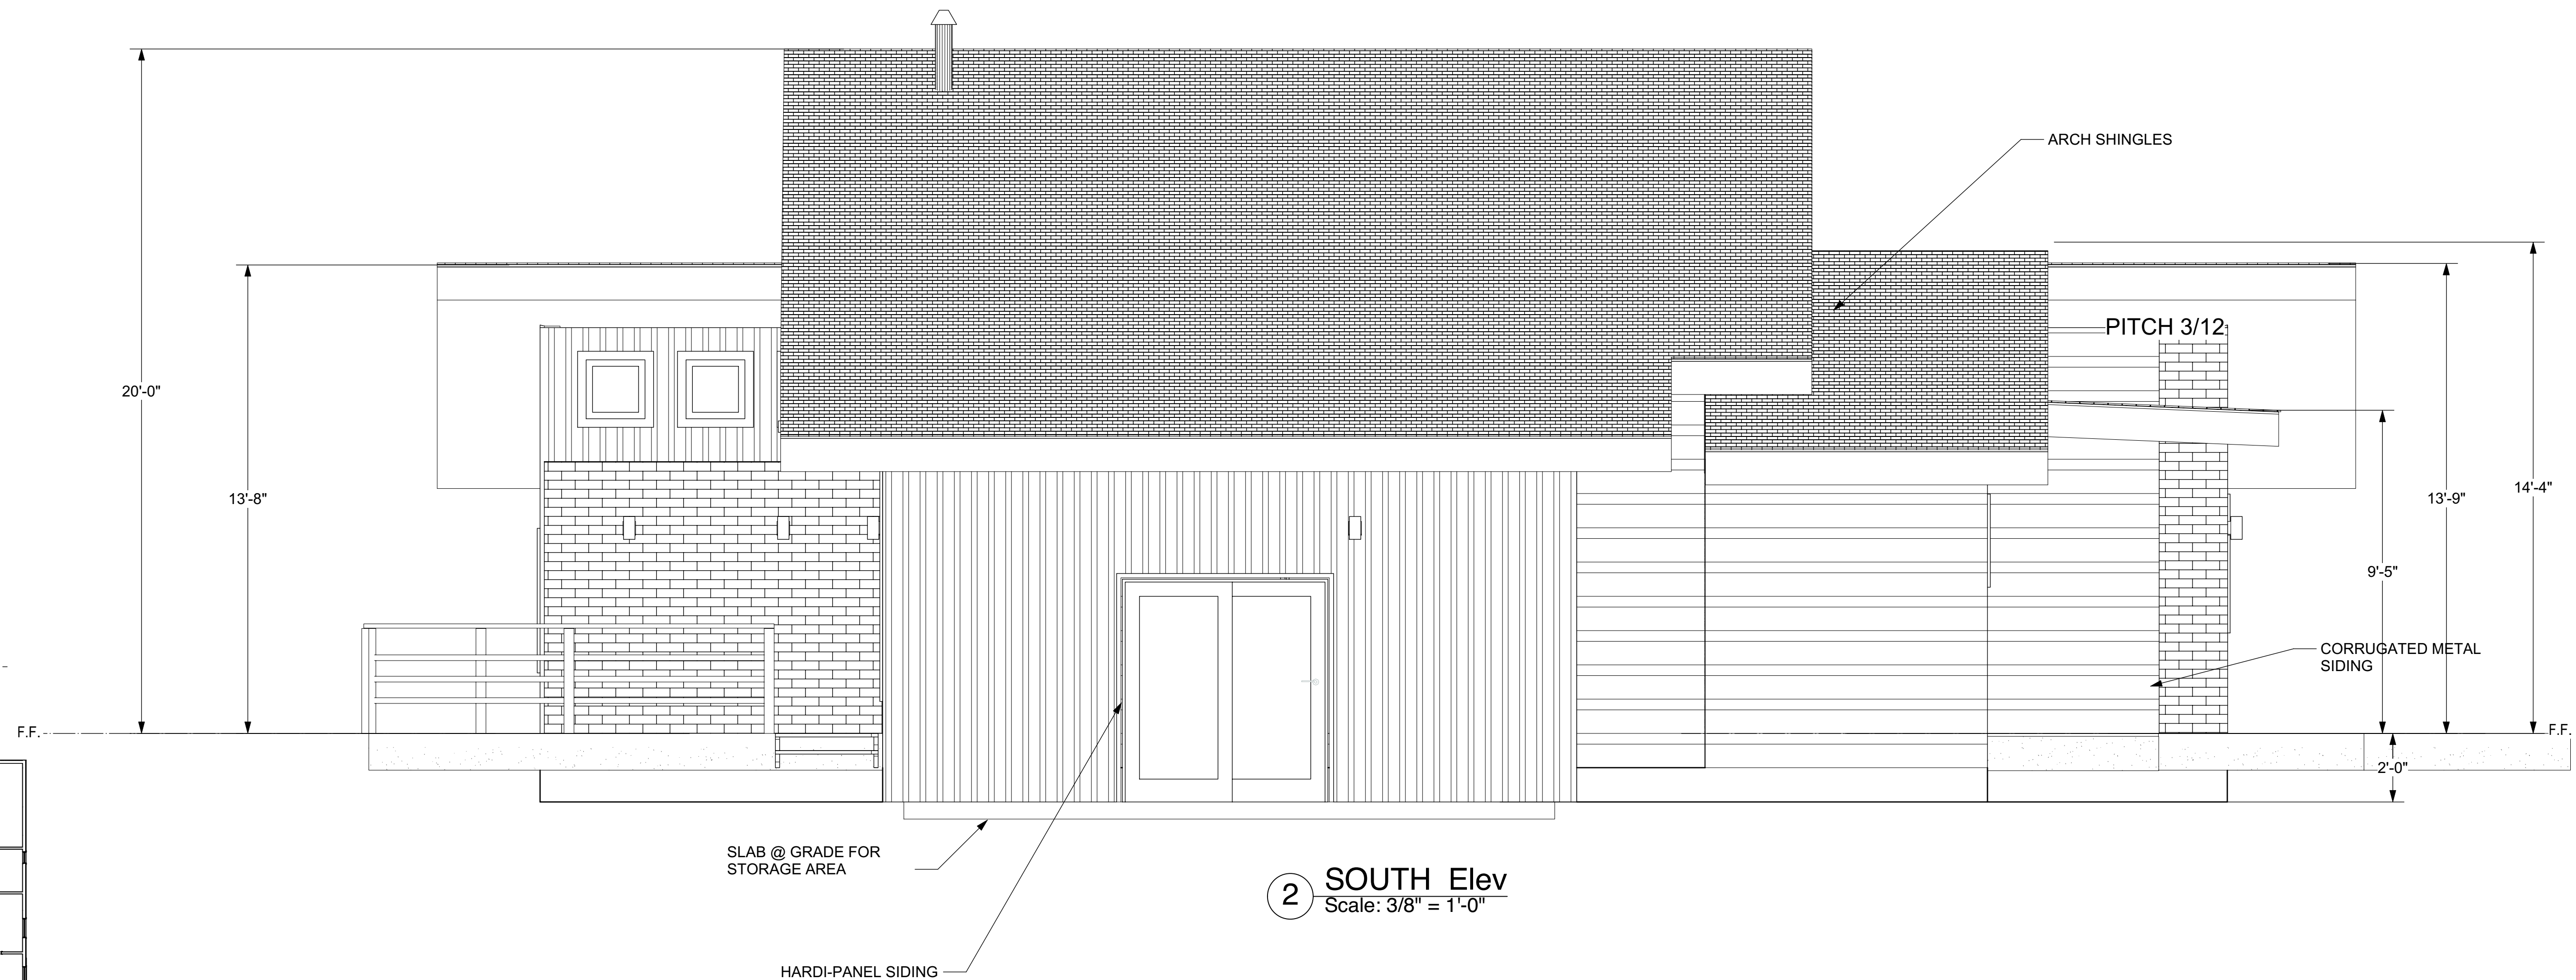 ARCH SHINGLES
PITCH 3/12
20'-0"
13'-8"
13'-9"
14'-4"
9'-5"
CORRUGATED METAL
SIDING
F.F.
F.F.
2'-0"
SLAB @ GRADE FOR
STORAGE AREA
2
SOUTH Elev
Scale: 3/8" = 1'-0"
HARDI-PANEL SIDING